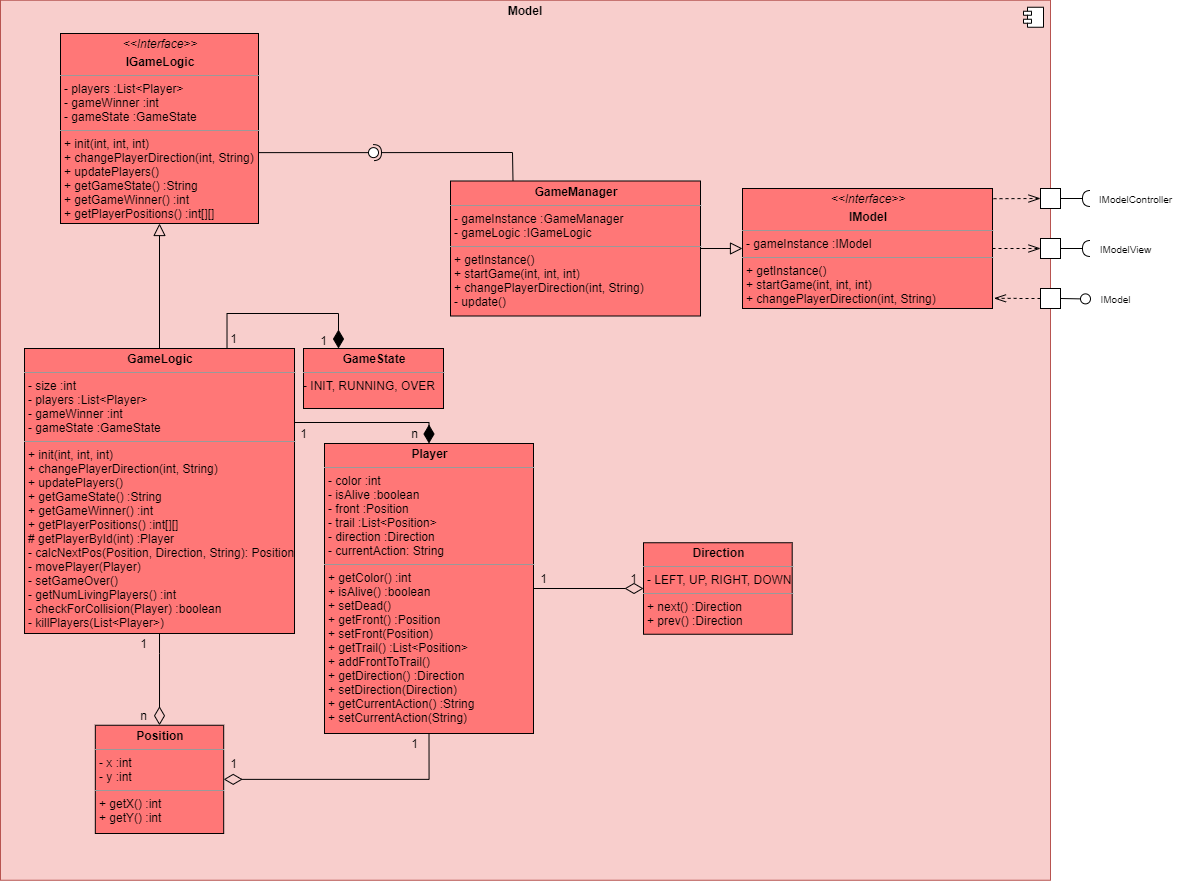 Model
<<Interface>>
IGameLogic
- players :List<Player>
- gameWinner :int
- gameState :GameState
+ init(int, int, int)
+ changePlayerDirection(int, String)
+ updatePlayers()
+ getGameState() :String
+ getGameWinner() :int
+ getPlayerPositions() :int[][]
GameManager
- gameInstance :GameManager
- gameLogic :IGameLogic
+ getInstance()
+ startGame(int, int, int)
+ changePlayerDirection(int, String)
- update()
<<Interface>>
IModel
- gameInstance :IModel
+ getInstance()
+ startGame(int, int, int)
+ changePlayerDirection(int, String)
IModelController
IModelView
IModel
1
1
GameLogic
- size :int
- players :List<Player>
- gameWinner :int
- gameState :GameState
+ init(int, int, int)
+ changePlayerDirection(int, String)
+ updatePlayers()
+ getGameState() :String
+ getGameWinner() :int
+ getPlayerPositions() :int[][]
# getPlayerById(int) :Player
- calcNextPos(Position, Direction, String): Position
- movePlayer(Player)
- setGameOver()
- getNumLivingPlayers() :int
- checkForCollision(Player) :boolean
- killPlayers(List<Player>)
GameState
- INIT, RUNNING, OVER
1
n
Player
- color :int
- isAlive :boolean
- front :Position
- trail :List<Position>
- direction :Direction
- currentAction: String
+ getColor() :int
+ isAlive() :boolean
+ setDead()
+ getFront() :Position
+ setFront(Position)
+ getTrail() :List<Position>
+ addFrontToTrail()
+ getDirection() :Direction
+ setDirection(Direction)
+ getCurrentAction() :String
+ setCurrentAction(String)
1
1
Direction
- LEFT, UP, RIGHT, DOWN
+ next() :Direction
+ prev() :Direction
1
n
Position
- x :int
- y :int
+ getX() :int
+ getY() :int
1
1